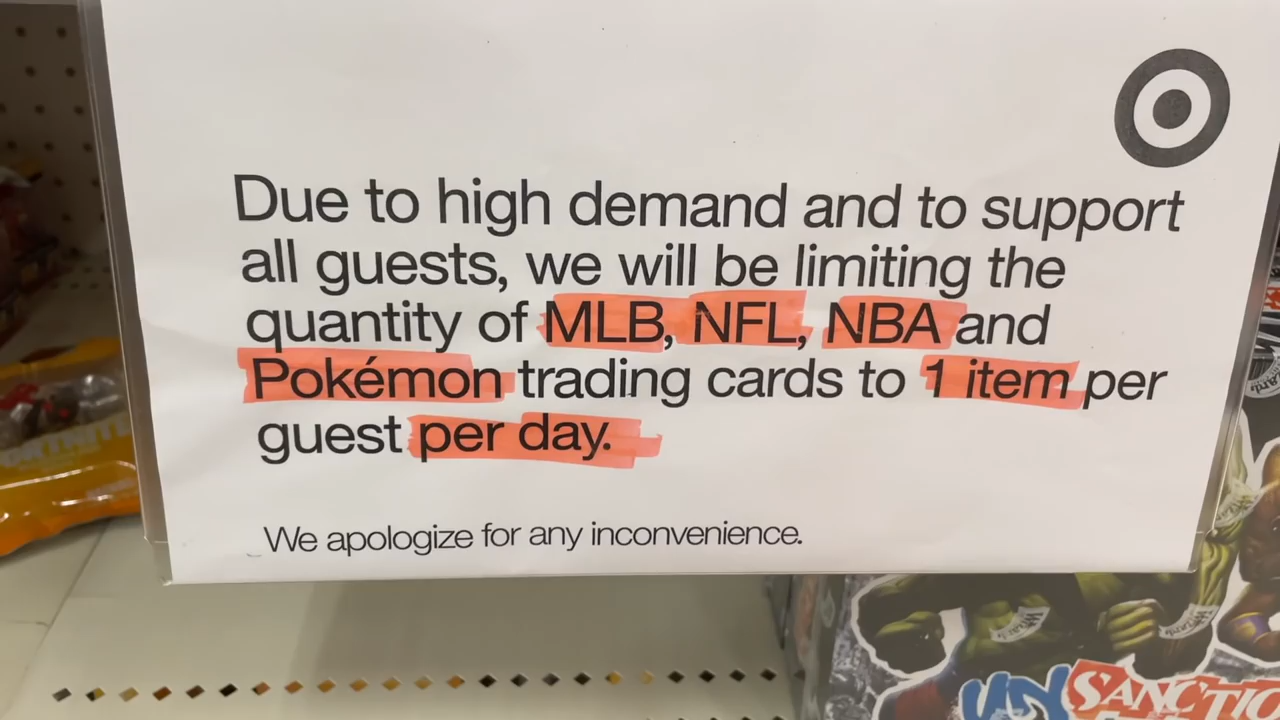 Due to high demand and to support
all guests, we will be limiting the
quantity of MLB, NFL, NBA and
Pokémon trading cards to 1 item per
guest per day.
We apologize for any inconvenience.